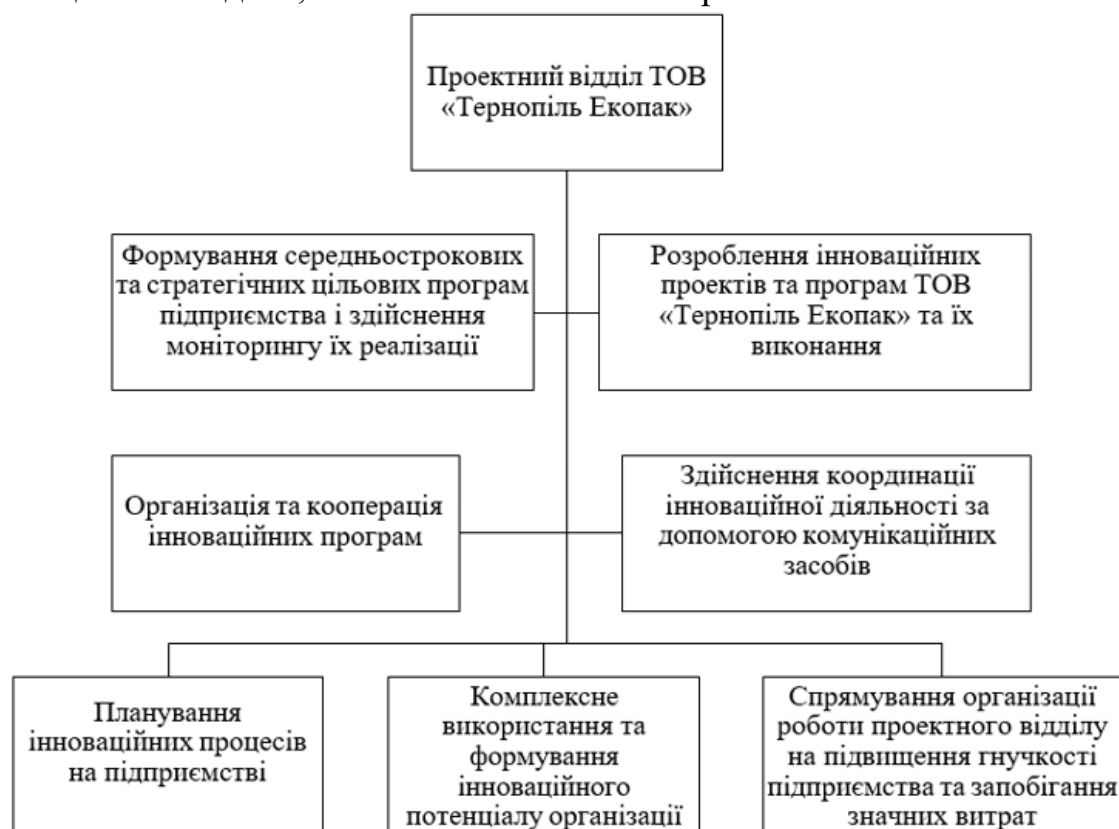 Проектний відділ ТОВ
«Тернопіль Екопак»
Формування середньострокових
та стратегічних цільових програм
підприємства і здійснення
моніторингу їх реалізації
Розроблення інноваційних
проектів та програм ТОВ
«Тернопіль Екопак» та їх
виконання
Організація та кооперація
інноваційних програм
Здійснення координації
інноваційної діяльності за
допомогою комунікаційних
засобів
Планування
інноваційних процесів
на підприємстві
Комплексне
використання та
формування
інноваційного
потенціалу організації
Спрямування організації
роботи проектного відділу
на підвищення гнучкості
підприємства та запобігання
значних витрат